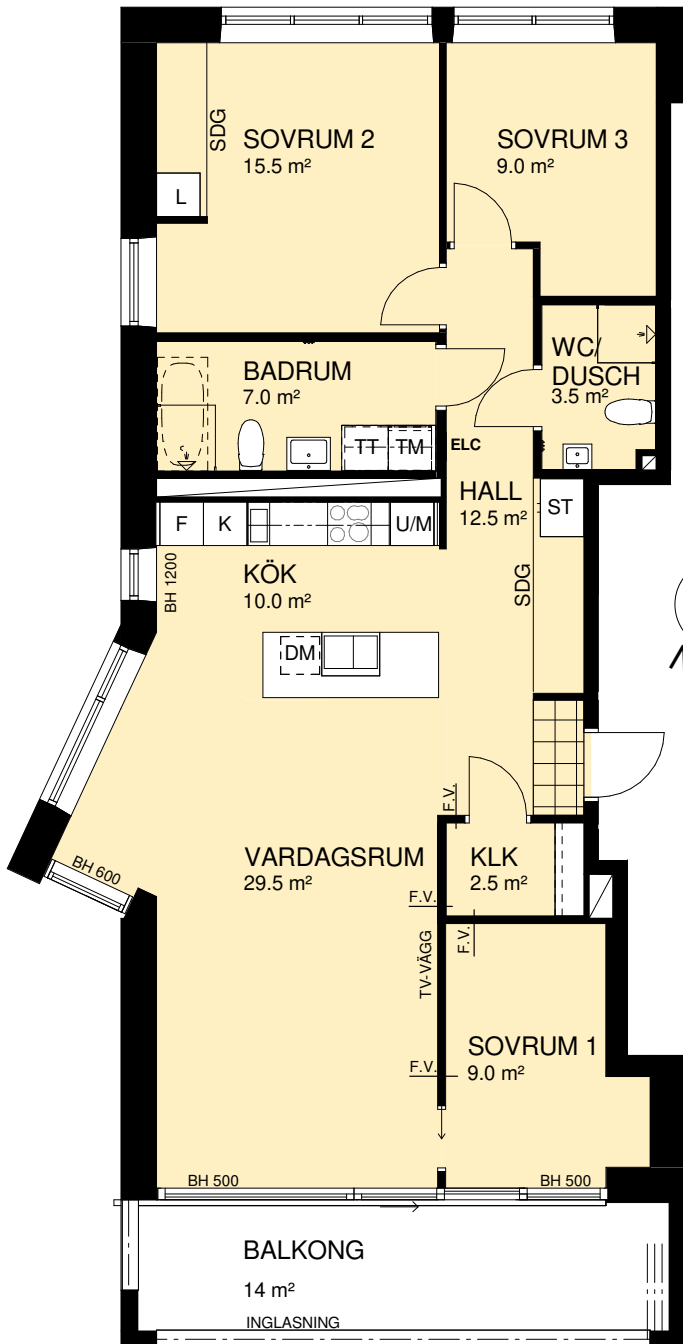 SDG
SOVRUM 2
15.5 m²
SOVRUM 3
9.0 m²
L
BADRUM
7.0 m²
WC/
DUSCH
3.5 m²
TT
TM
ELC
HALL
12.5 m²
ST
F
K
U/M
BH 1200
KÖK
10.0 m²
SDG
DM
F.V.
VARDAGSRUM
29.5 m²
KLK
2.5 m²
BH 600
F.V.
F.V.
TV-VÄGG
SOVRUM 1
9.0 m²
F.V.
BH 500
BH 500
BALKONG
14 m²
INGLASNING